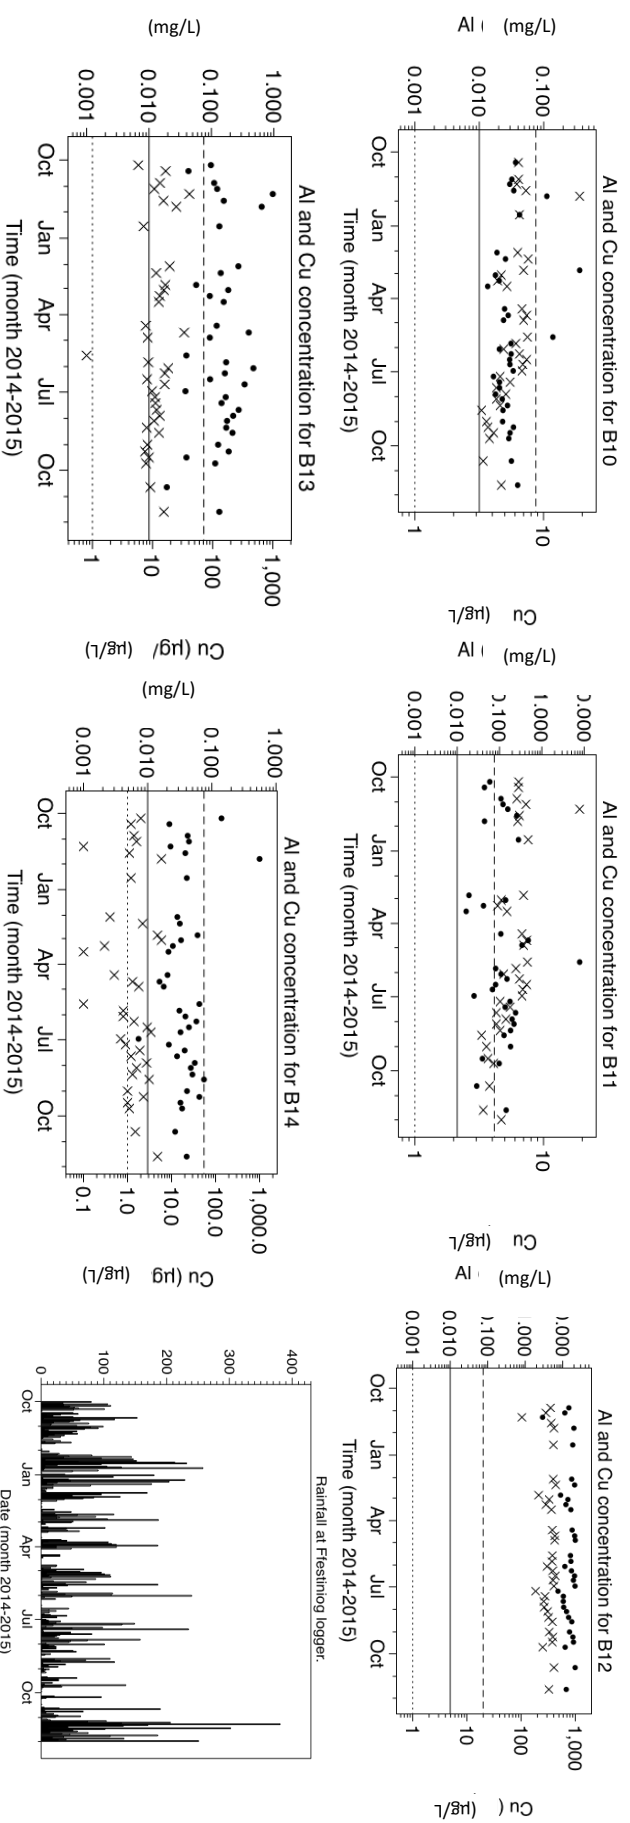 Al and Cu concentration for B10
Al ( (mg/L)
0.100
0.010
0.001
10
1
Cu (µg/L)
Oct Jan Apr Jul Oct
Time (month 2014-2015)
Al and Cu concentration for B11
Al ( (mg/L)
0.000
1.000
0.100
0.010
0.001
10
1
Cu (µg/L)
Oct Jan Apr Jul Oct
Time (month 2014-2015)
Al and Cu concentration for B12
Al (mg/L)
0.000
.000
0.100
0.010
0.001
,000
100
10
1
Cu ( (µg/L)
Oct Jan Apr Jul Oct
Time (month 2014-2015)
Al and Cu concentration for B13
(mg/L)
1.000
0.100
0.010
0.001
1,000
100
10
1
Cu (µg/ (µg/L)
Oct Jan Apr Jul Oct
Time (month 2014-2015)
Al and Cu concentration for B14
(mg/L)
1.000
0.100
0.010
0.001
1,000.0
100.0
10.0
1.0
0.1
Cu (µg) (µg/L)
Oct Jan Apr Jul Oct
Time (month 2014-2015)
Rainfall at Ffestiniog logger.
400
300
200
100
0
Oct Jan Apr Jul Oct
Date (month 2014-2015)